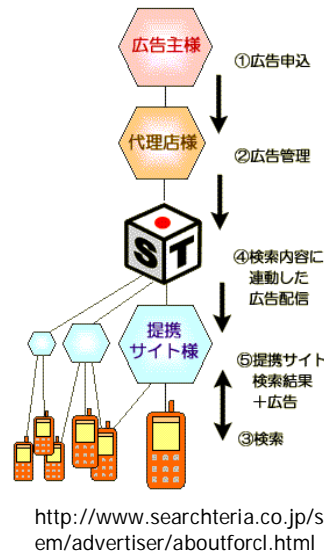 広告主様
①広告申込
代理店様
②広告管理
ST
④検索内容に
連動した
広告配信
提携
サイト様
⑤提携サイト
検索結果
＋広告
③検索
http://www.searchteria.co.jp/s
em/advertiser/aboutforcl.html